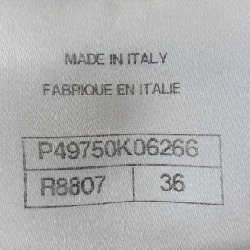 MADE IN ITALY
FABRIQUE EN ITALIE
P49750K06266
R8807 36